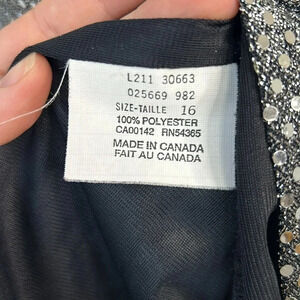 L211 30663
025669 982
SIZE-TAILLE 16
100% POLYESTER
CA00142 RN54365
MADE IN CANADA
FAIT AU CANADA